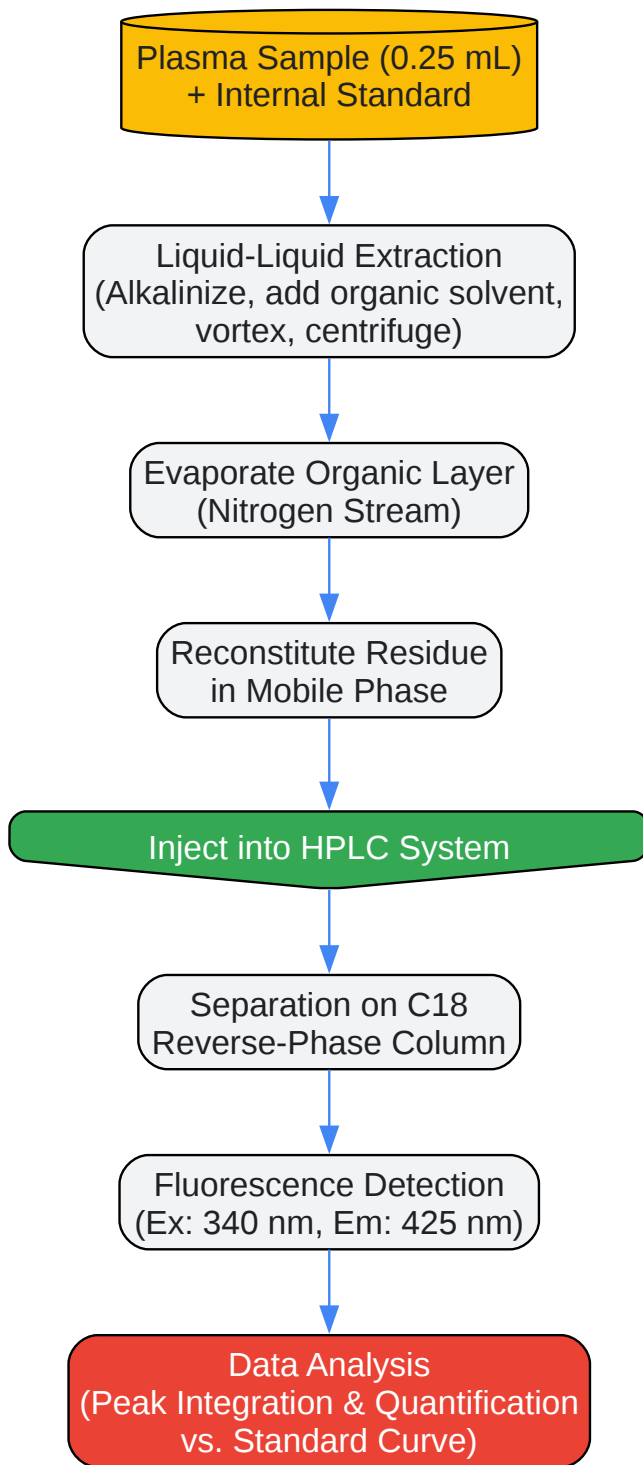 Plasma Sample (0.25 mL)
+ Internal Standard
Liquid-Liquid Extraction
(Alkalinize, add organic solvent,
vortex, centrifuge)
Evaporate Organic Layer
(Nitrogen Stream)
Reconstitute Residue
in Mobile Phase
Inject into HPLC System
Separation on C18
Reverse-Phase Column
Fluorescence Detection
(Ex: 340 nm, Em: 425 nm)
Data Analysis
(Peak Integration & Quantification
vs. Standard Curve)